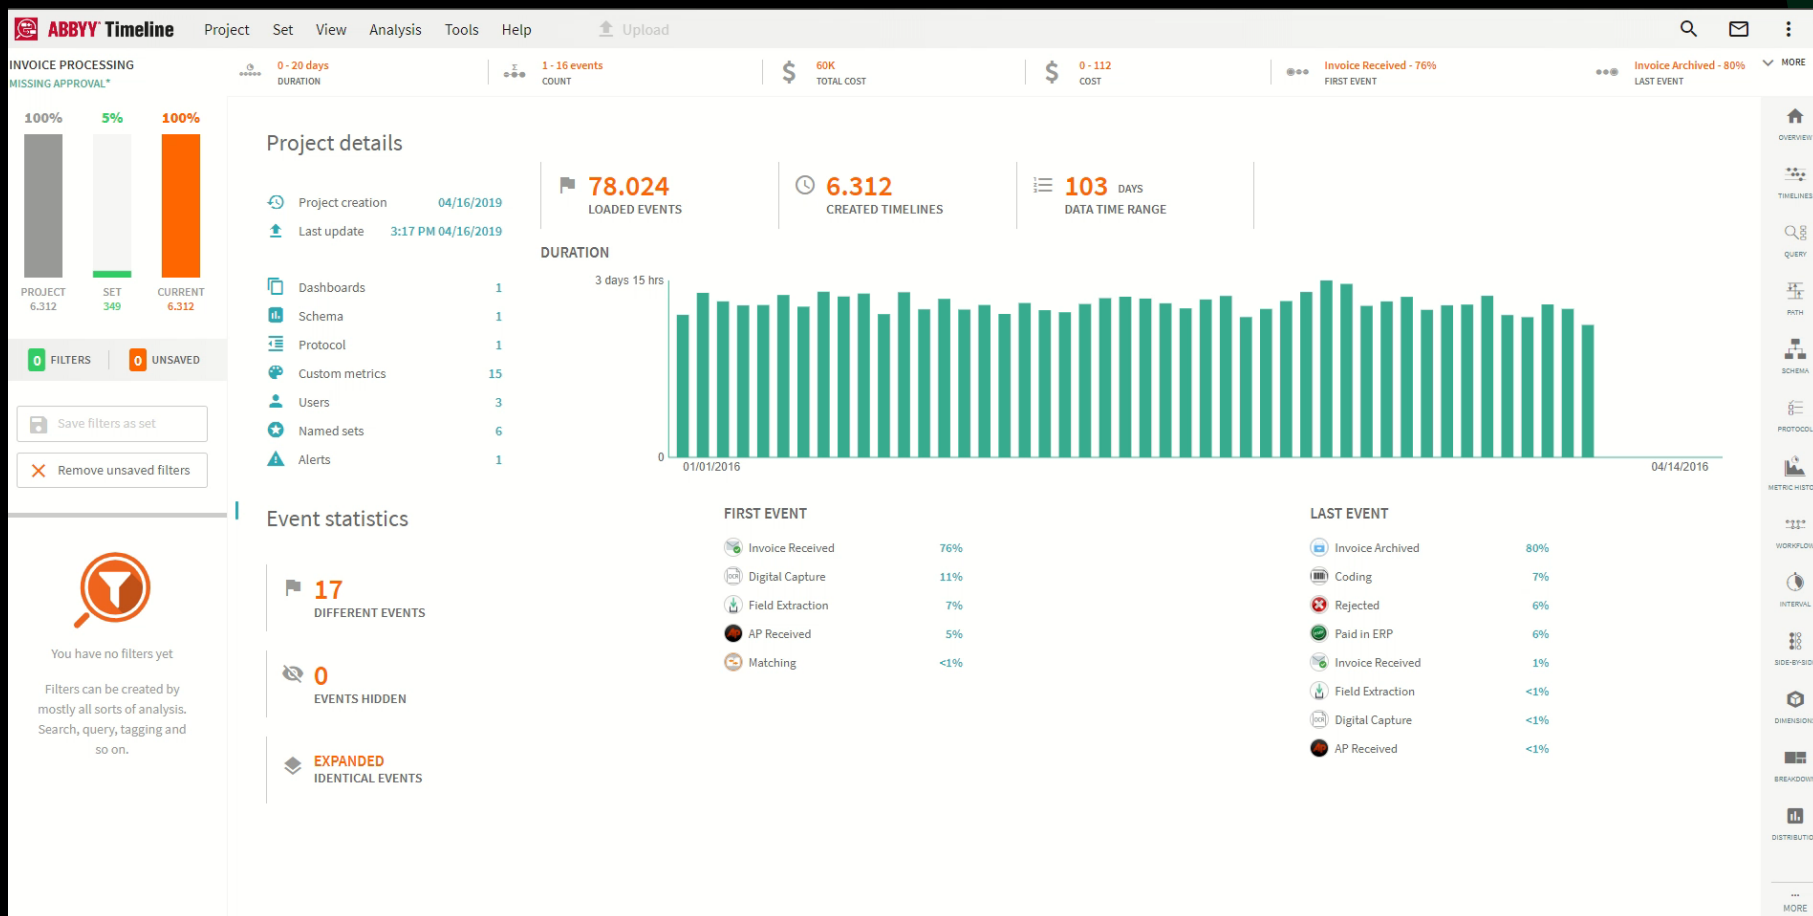 ABBYY Timeline
Project Set View Analysis Tools Help Upload
INVOICE PROCESSING
MISSING APPROVAL*
0 - 20 days
DURATION
1 - 16 events
COUNT
60K
TOTAL COST
0 - 112
COST
Invoice Received - 76%
FIRST EVENT
Invoice Archived - 80%
LAST EVENT
MORE
100% 5% 100%
PROJECT SET CURRENT
6.312 349 6.312
0 FILTERS 0 UNSAVED
Save filters as set
Remove unsaved filters
You have no filters yet
Filters can be created by
mostly all sorts of analysis.
Search, query, tagging and
so on.
Project details
Project creation 04/16/2019
Last update 3:17 PM 04/16/2019
Dashboards 1
Schema 1
Protocol 1
Custom metrics 15
Users 3
Named sets 6
Alerts 1
78.024
LOADED EVENTS
6.312
CREATED TIMELINES
103 DAYS
DATA TIME RANGE
DURATION
3 days 15 hrs
0
01/01/2016 04/14/2016
Event statistics
17
DIFFERENT EVENTS
0
EVENTS HIDDEN
EXPANDED
IDENTICAL EVENTS
FIRST EVENT
Invoice Received 76%
Digital Capture 11%
Field Extraction 7%
AP Received 5%
Matching <1%
LAST EVENT
Invoice Archived 80%
Coding 7%
Rejected 6%
Paid in ERP 6%
Invoice Received 1%
Field Extraction <1%
Digital Capture <1%
AP Received <1%
OVERVIEW
TIMELINES
QUERY
PATH
SCHEMA
PROTOCOL
METRIC HISTO
WORKFLOW
INTERVAL
SIDE-BY-SID
DIMENSION
BREAKDOWN
DISTRIBUTIO
MORE